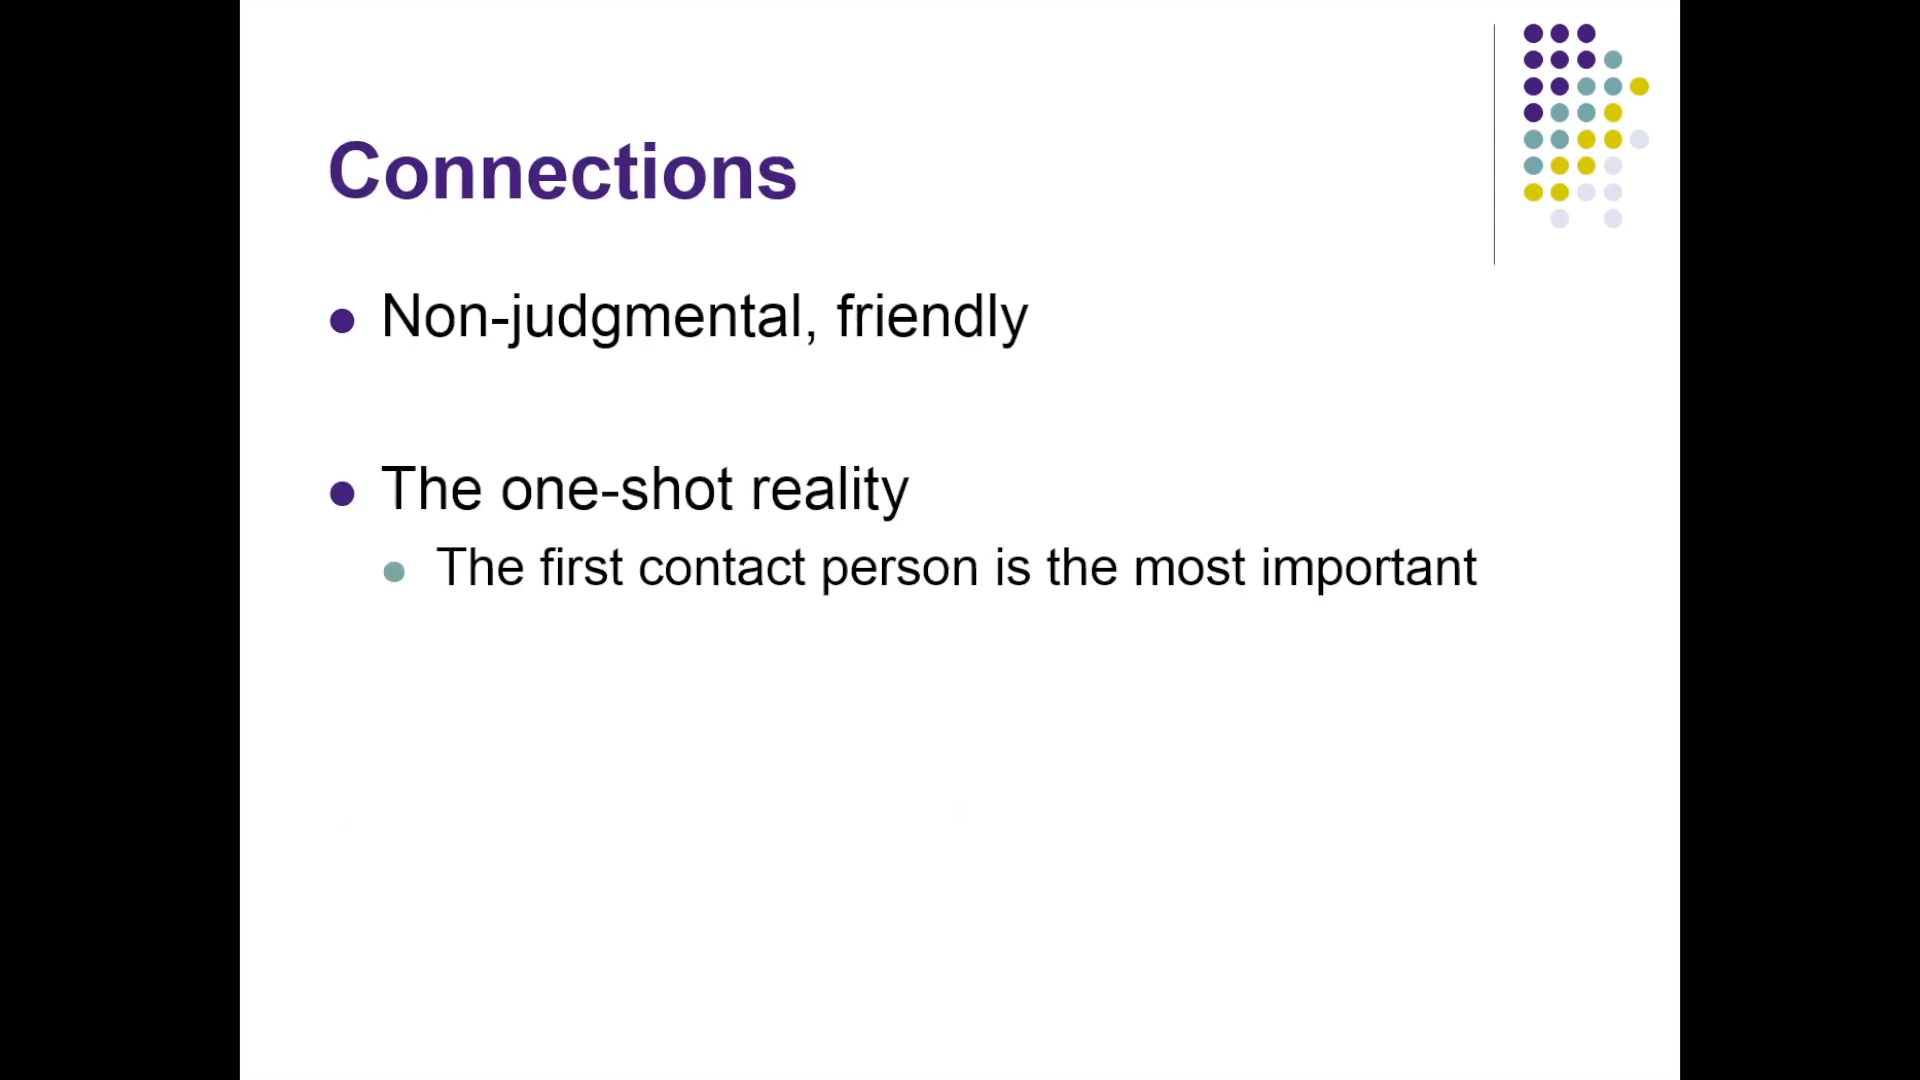 Connections
Non-judgmental, friendly
The one-shot reality
The first contact person is the most important